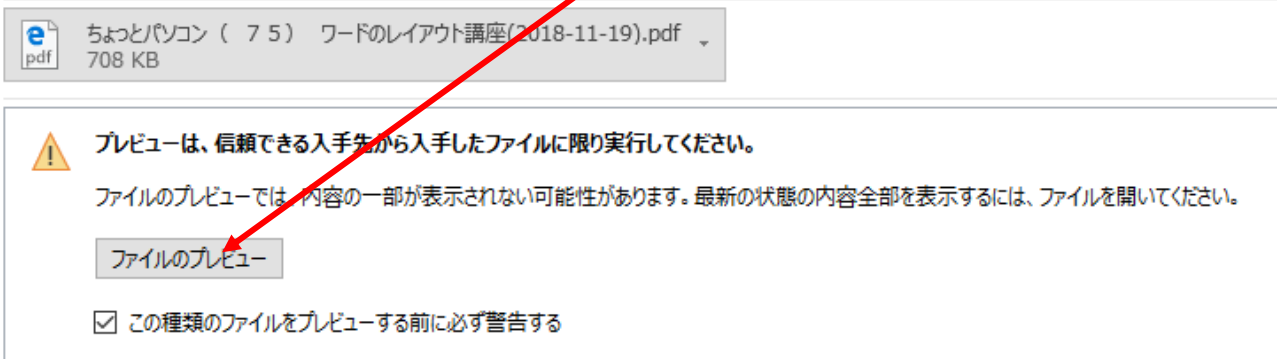 ちょっとパソコン（ ７５） ワードのレイアウト講座(2018-11-19).pdf
pdf
708 KB
プレビューは、信頼できる入手先から入手したファイルに限り実行してください。
ファイルのプレビューでは、内容の一部が表示されない可能性があります。最新の状態の内容全部を表示するには、ファイルを開いてください。
ファイルのプレビュー
この種類のファイルをプレビューする前に必ず警告する